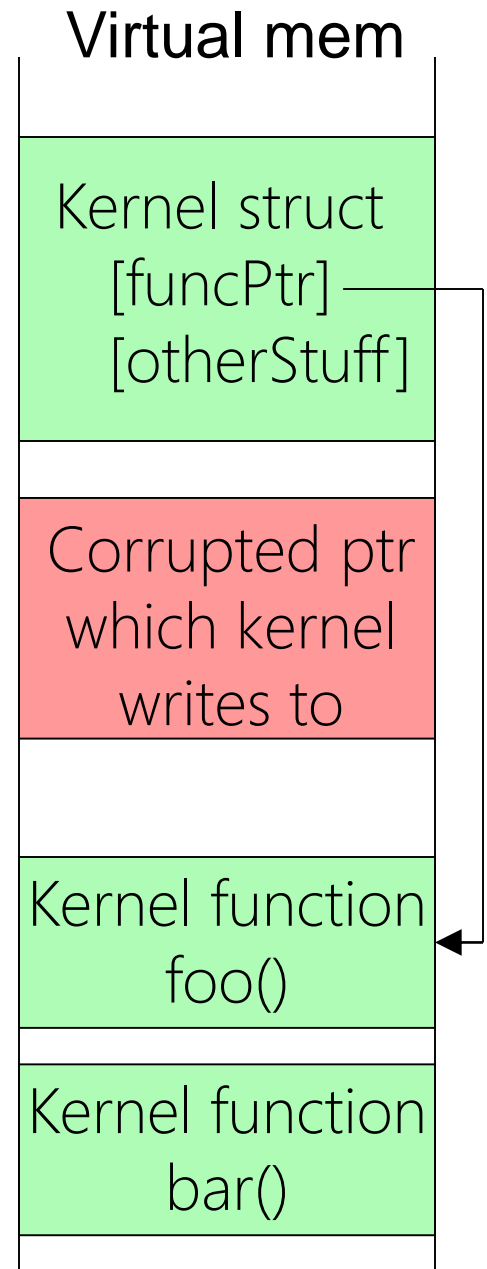 Virtual mem
Kernel struct
[funcPtr]
[otherStuff]
Corrupted ptr
which kernel
writes to
Kernel function
foo()
Kernel function
bar()